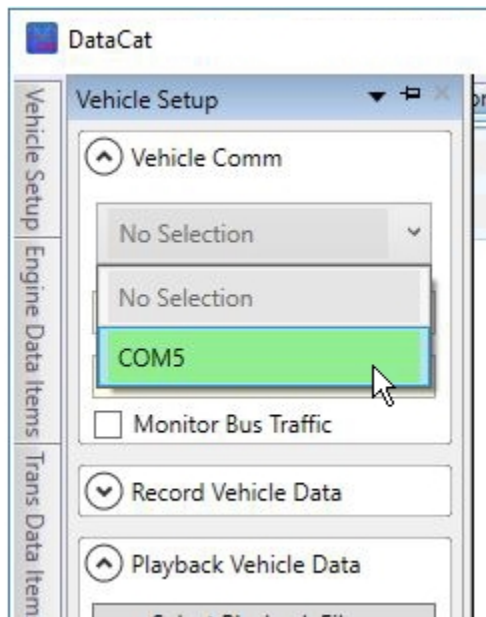 DataCat
Vehicle Setup
Vehicle Setup
Engine Data Items
Trans Data Item
Vehicle Comm
No Selection
No Selection
COM5
Monitor Bus Traffic
Record Vehicle Data
Playback Vehicle Data